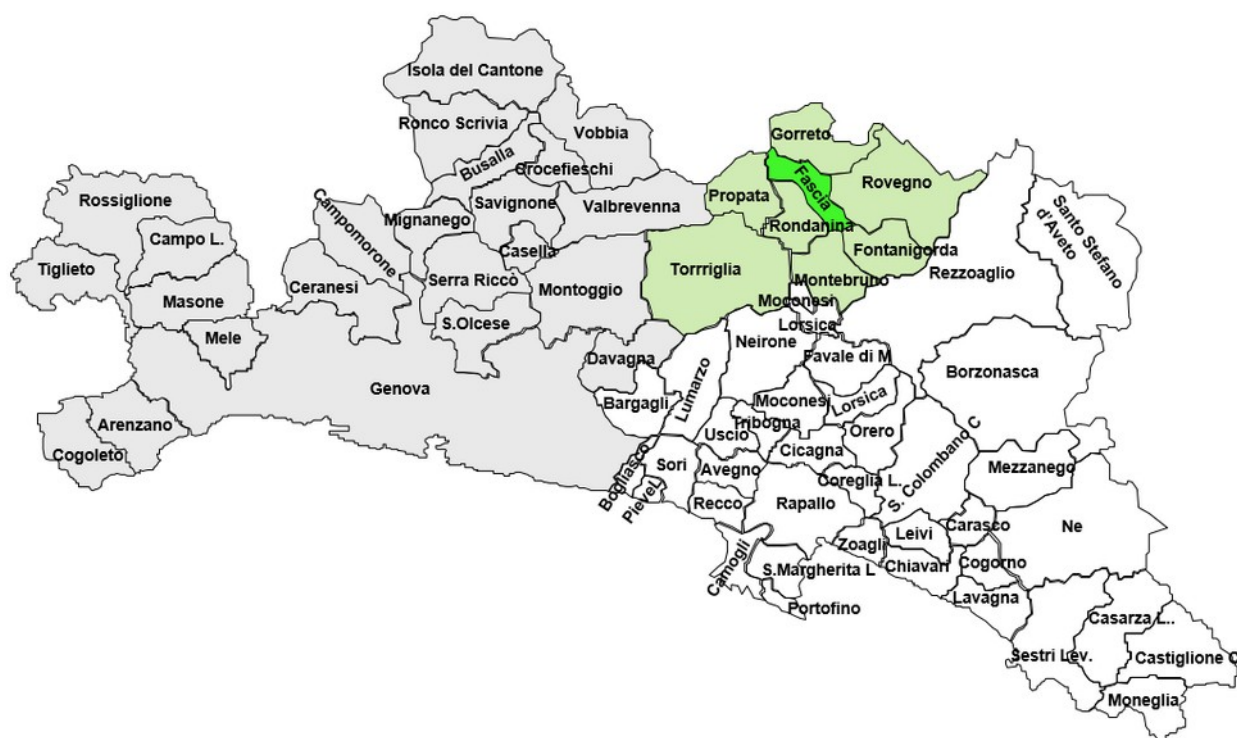 Isola del Cantone
Ronco Scrivia
Vobbia
Busalla
Crocefieschi
Gorreto
Fascia
Rovegno
Propata
Rossiglione
Campomorone
Mignanego
Savignone
Valbrevenna
Rondanina
Santo Stefano
d'Aveto
Campo L.
Casella
Fontanigorda
Tiglieto
Ceranesi
Serra Riccò
Montoggio
Torrriglia
Montebruno
Rezzoaglio
Masone
Moconesi
S.Olcese
Lorsica
Mele
Neirone
Davagna
Favale di M
Genova
Lumarzo
Borzonasca
Bargagli
Moconesi
Lorsica
Arenzano
Tribogna
Uscio
Orero
Cogoleto
Cicagna
S. Colombano C
Bogliasco
Sori
Avegno
Mezzanego
Coreglia L.
PieveL
Recco
Rapallo
Carasco
Ne
Leivi
Zoagli
Camogli
S.Margherita L
Chiavari
Cogorno
Lavagna
Portofino
Casarza L..
Sestri Lev.
Castiglione C
Moneglia